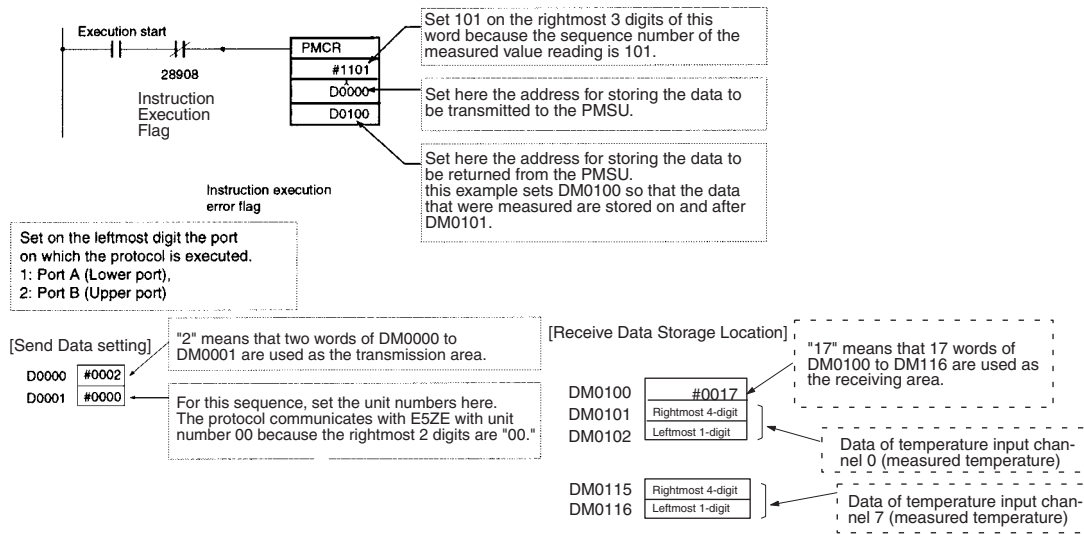 Execution start
28908
Instruction
Execution
Flag
PMCR
#1101
D0000
D0100
Set 101 on the rightmost 3 digits of this
word because the sequence number of the
measured value reading is 101.
Set here the address for storing the data to
be transmitted to the PMSU.
Set here the address for storing the data to
be returned from the PMSU.
this example sets DM0100 so that the data
that were measured are stored on and after
DM0101.
Instruction execution
error flag
Set on the leftmost digit the port
on which the protocol is executed.
1: Port A (Lower port),
2: Port B (Upper port)
[Send Data setting]
D0000 #0002
D0001 #0000
"2" means that two words of DM0000 to
DM0001 are used as the transmission area.
For this sequence, set the unit numbers here.
The protocol communicates with E5ZE with unit
number 00 because the rightmost 2 digits are "00."
[Receive Data Storage Location]
DM0100 #0017
DM0101 Rightmost 4-digit
DM0102 Leftmost 1-digit
"17" means that 17 words of
DM0100 to DM116 are used as
the receiving area.
Data of temperature input chan-
nel 0 (measured temperature)
DM0115 Rightmost 4-digit
DM0116 Leftmost 1-digit
Data of temperature input chan-
nel 7 (measured temperature)